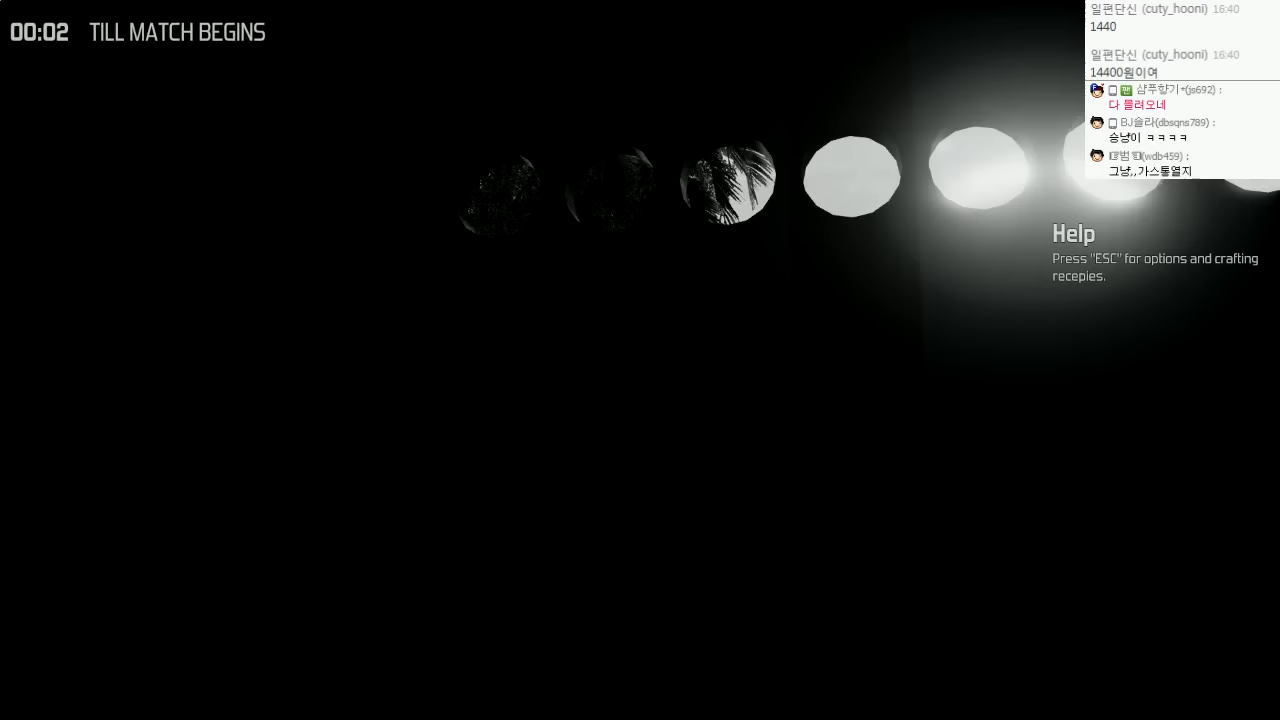 00:02 TILL MATCH BEGINS
일편단신 (cuty_hooni) 16:40
1440
일편단신 (cuty_hooni) 16:40
14400원이여
팬 샴푸향기*(js692) :
다 몰려오네
BJ솔라(dbsqns789) :
승냥이 ㅋㅋㅋㅋ
(wdb459) :
그냥,,가스통열지
Help
Press "ESC" for options and crafting
recepies.